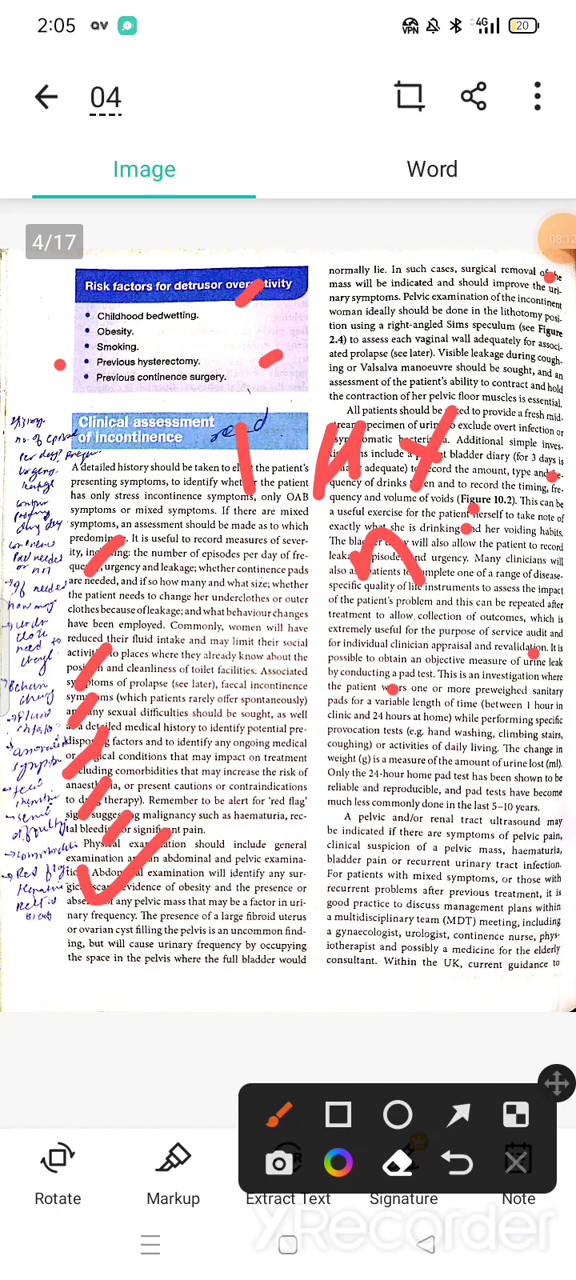 2:05
VPN
4G
20
04
Image
Word
4/17
08:12
Risk factors for detrusor overactivity
• Childhood bedwetting.
• Obesity.
• Smoking.
• Previous hysterectomy.
• Previous continence surgery.
Clinical assessment
of incontinence
read
A detailed history should be taken to the patient's
presenting symptoms, to identify whether the patient
has only stress incontinence symptoms, only OAB
symptoms or mixed symptoms. If there are mixed
symptoms, an assessment should be made as to which
It is useful to record measures of sever-
ity, including: the number of episodes per day of fre-
urgency and leakage; whether continence pads
are needed, and if so how many and what size; whether
the patient needs to change her underclothes or outer
clothes because of leakage; and what behaviour changes
have been employed. Commonly, women will have
reduced their fluid intake and may limit their social
to places where they already know about the
and cleanliness of toilet facilities. Associated
symptoms of prolapse (see later), faecal incontinence
symptoms (which patients rarely offer spontaneously)
any sexual difficulties should be sought, as well
as a detailed medical history to identify potential pre-
factors and to identify any ongoing medical
or conditions that may impact on treatment
including comorbidities that may increase the risk of
or present cautions or contraindications
to therapy). Remember to be alert for 'red flag'
suggesting malignancy such as haematuria, rec-
tal bleeding or significant pain.
Physical examination should include general
examination an abdominal and pelvic examina-
Abdominal examination will identify any sur-
evidence of obesity and the presence or
any pelvic mass that may be a factor in uri-
nary frequency. The presence of a large fibroid uterus
or ovarian cyst filling the pelvis is an uncommon find-
ing, but will cause urinary frequency by occupying
the space in the pelvis where the full bladder would
normally lie. In such cases, surgical removal of the
mass will be indicated and should improve the uri-
nary symptoms. Pelvic examination of the incontinent
woman ideally should be done in the lithotomy posi-
tion using a right-angled Sims speculum (see Figure
2.4) to assess each vaginal wall adequately for associ-
ated prolapse (see later). Visible leakage during cough-
ing or Valsalva manoeuvre should be sought, and an
assessment of the patient's ability to contract and hold
the contraction of her pelvic floor muscles is essential.
All patients should be asked to provide a fresh mid
stream specimen of urine to exclude overt infection or
bacteriuria. Additional simple inves-
include a bladder diary (for 3 days is
adequate) to record the amount, type and fre-
quency of drinks taken and to record the timing, fre-
quency and volume of voids (Figure 10.2). This can be
a useful exercise for the patient herself to take note of
exactly what she is drinking and her voiding habits.
The will also allow the patient to record
and urgency. Many clinicians will
also patients to complete one of a range of disease-
specific quality of life instruments to assess the impact
of the patient's problem and this can be repeated after
treatment to allow collection of outcomes, which is
extremely useful for the purpose of service audit and
for individual clinician appraisal and revalidation. It is
possible to obtain an objective measure of urine leak
by conducting a pad test. This is an investigation where
the patient wears one or more preweighed sanitary
pads for a variable length of time (between 1 hour in
clinic and 24 hours at home) while performing specific
provocation tests (e.g. hand washing, climbing stairs,
coughing) or activities of daily living. The change in
weight (g) is a measure of the amount of urine lost (ml).
Only the 24-hour home pad test has been shown to be
reliable and reproducible, and pad tests have become
much less commonly done in the last 5–10 years.
A pelvic and/or renal tract ultrasound may
be indicated if there are symptoms of pelvic pain,
clinical suspicion of a pelvic mass, haematuria,
bladder pain or recurrent urinary tract infection.
For patients with mixed symptoms, or those with
recurrent problems after previous treatment, it is
good practice to discuss management plans within
a multidisciplinary team (MDT) meeting, including
a gynaecologist, urologist, continence nurse, phys-
iotherapist and possibly a medicine for the elderly
consultant. Within the UK, current guidance to
Rotate
Markup
Extract Text
Signature
Note
XRecorder